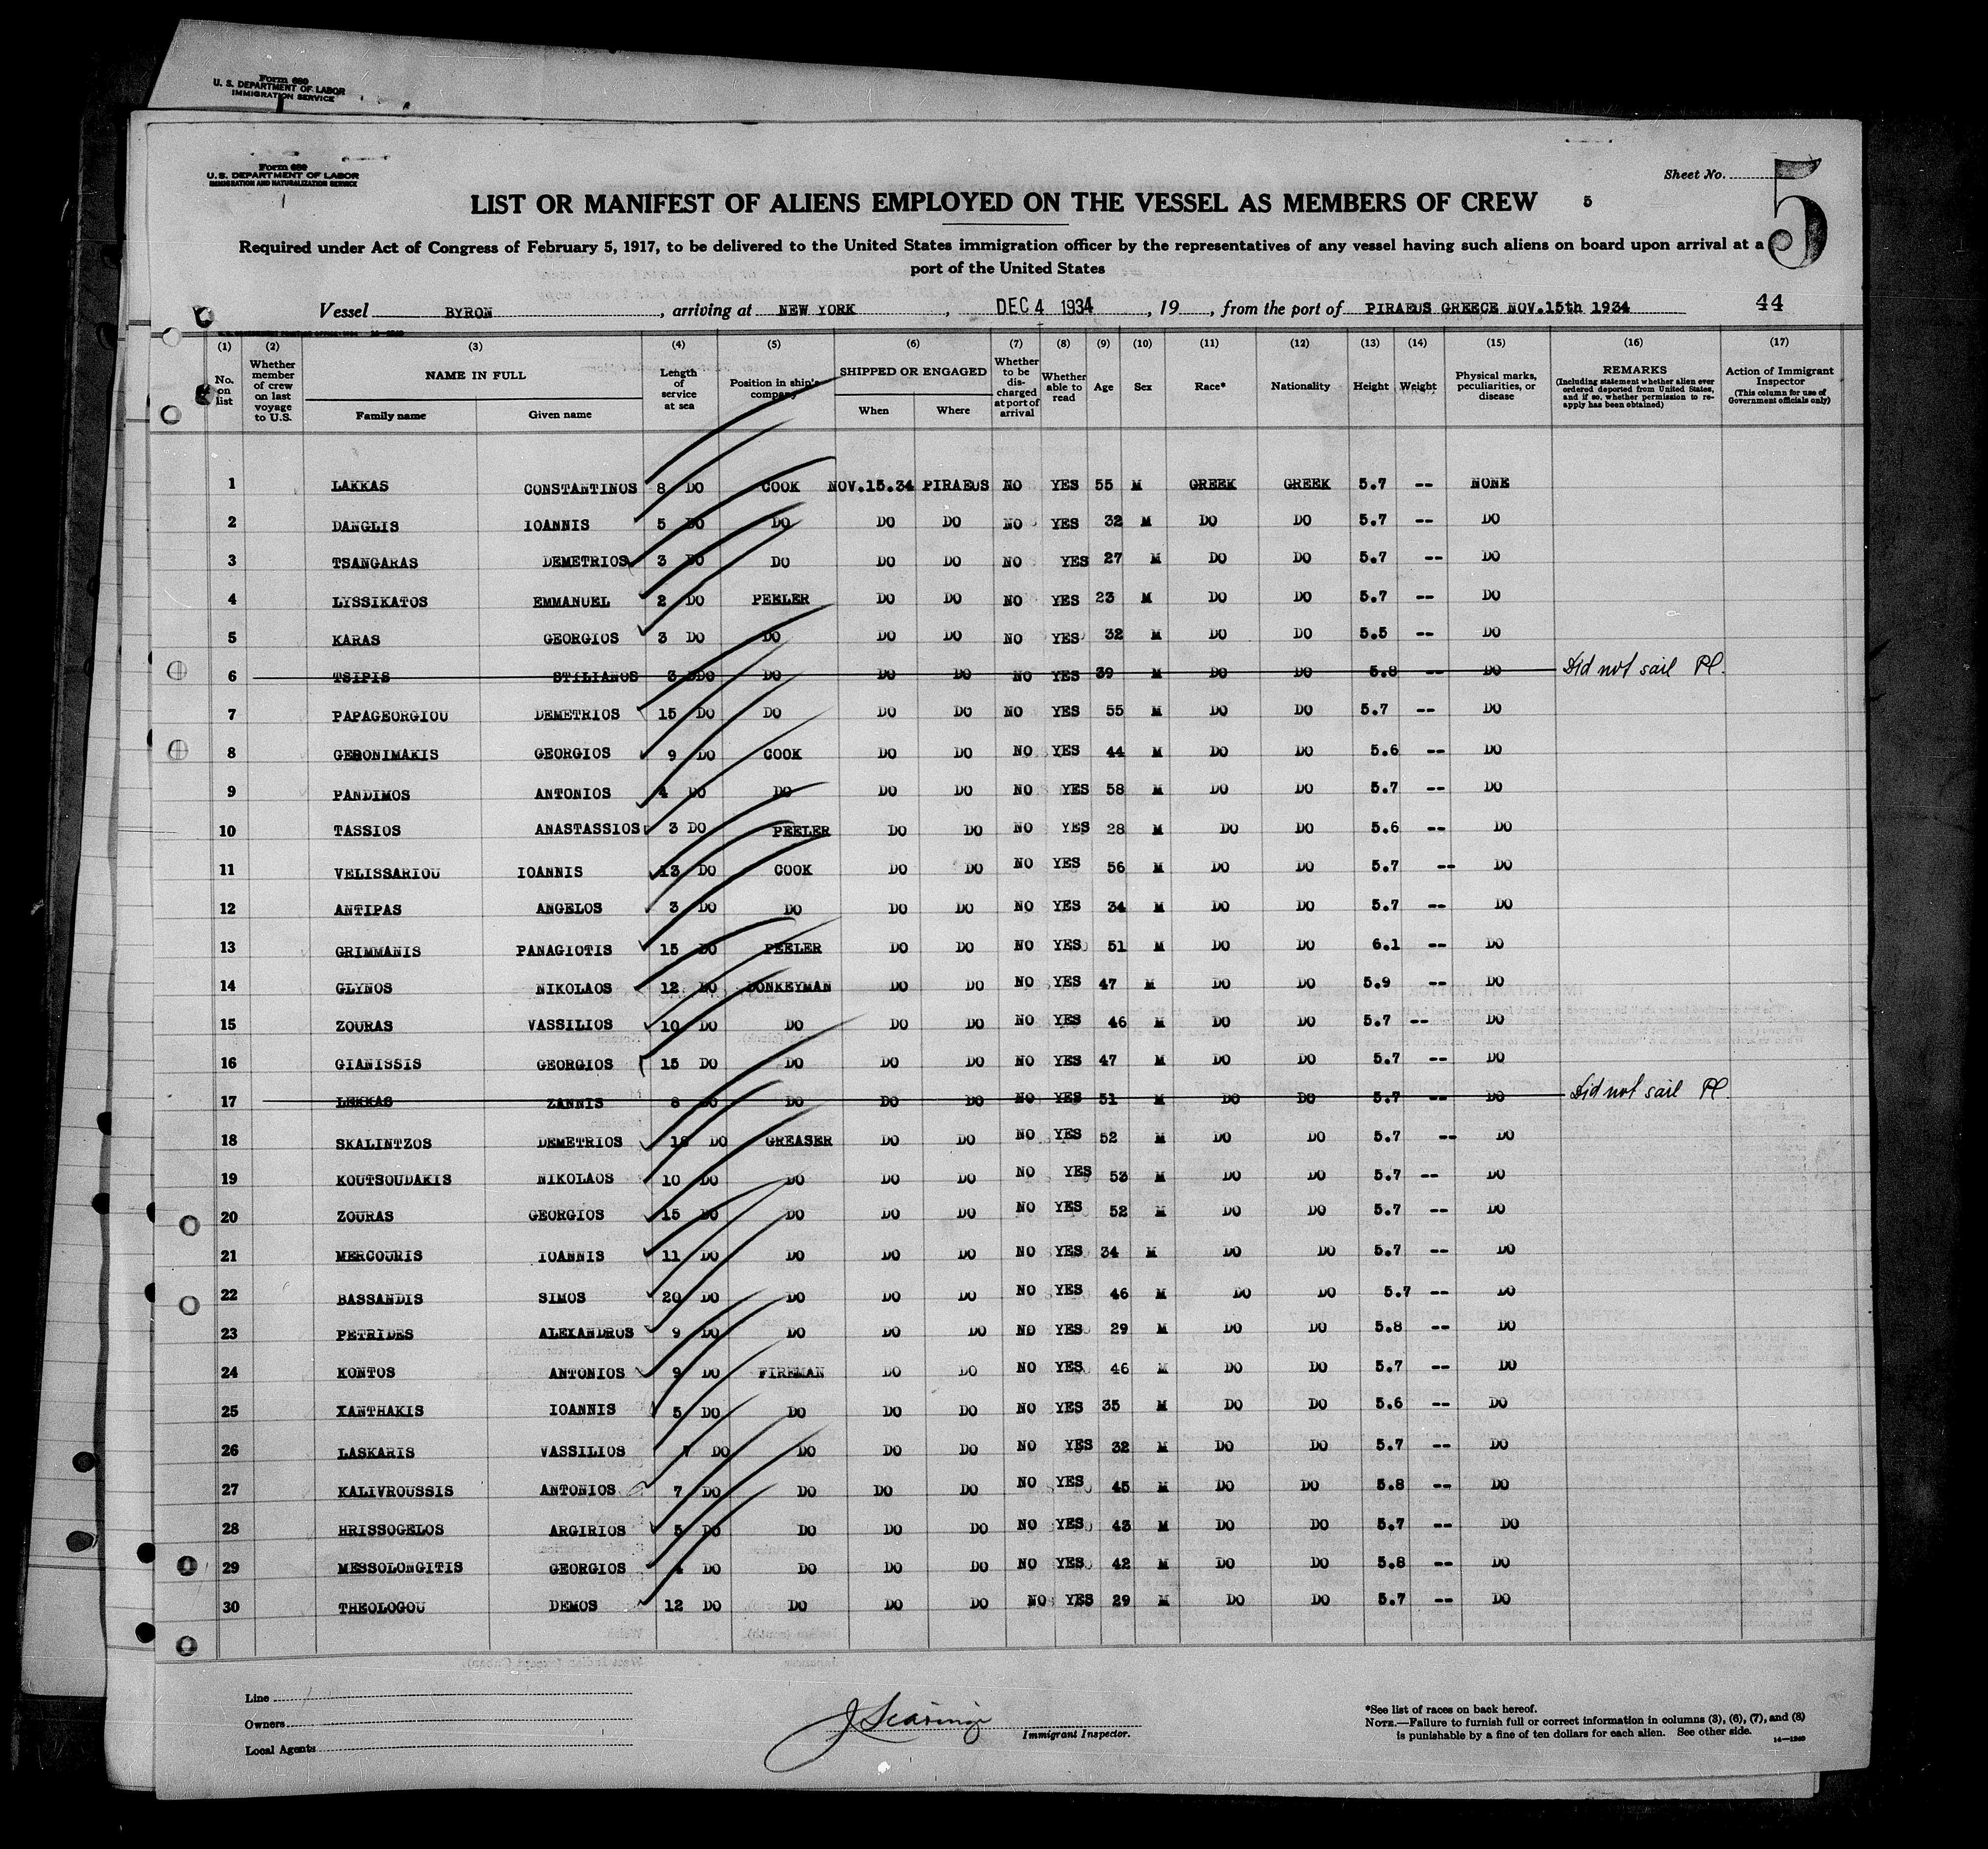 Form 680
U. S. DEPARTMENT OF LABOR
IMMIGRATION SERVICE
Form 680
U. S. DEPARTMENT OF LABOR
IMMIGRATION AND NATURALIZATION SERVICE
Sheet No. 5
LIST OR MANIFEST OF ALIENS EMPLOYED ON THE VESSEL AS MEMBERS OF CREW 5
Required under Act of Congress of February 5, 1917, to be delivered to the United States immigration officer by the representatives of any vessel having such aliens on board upon arrival at a
port of the United States
Vessel BYRON, arriving at NEW YORK, DEC 4 1934, 19, from the port of PIRAEUS GREECE NOV.15th 1934 44
(1) (2) (3) (4) (5) (6) (7) (8) (9) (10) (11) (12) (13) (14) (15) (16) (17)
No. on list Whether member of crew on last voyage to U.S. NAME IN FULL Family name Given name Length of service at sea Position in ship's company SHIPPED OR ENGAGED When Where Whether to be discharged at port of arrival Whether able to read Age Sex Race* Nationality Height Weight Physical marks, peculiarities, or disease REMARKS (Including statement whether alien ever ordered deported from United States, and if so, whether permission to reapply has been obtained) Action of Immigrant Inspector (This column for use of Government officials only)
1 LAKKAS CONSTANTINOS 8 DO COOK NOV.15.34 PIRAEUS NO YES 55 M GREEK GREEK 5.7 -- NONE
2 DANGLIS IOANNIS 5 DO DO DO DO NO YES 32 M DO DO 5.7 -- DO
3 TSANGARAS DEMETRIOS 3 DO DO DO DO NO YES 27 M DO DO 5.7 -- DO
4 LYSSIKATOS EMMANUEL 2 DO PEELER DO DO NO YES 23 M DO DO 5.7 -- DO
5 KARAS GEORGIOS 3 DO DO DO DO NO YES 32 M DO DO 5.5 -- DO
6 TSIPIS STILIANOS 3 DO DO DO DO NO YES 39 M DO DO 5.8 -- DO Did not sail Pl.
7 PAPAGEORGIOU DEMETRIOS 15 DO DO DO DO NO YES 55 M DO DO 5.7 -- DO
8 GERONIMAKIS GEORGIOS 9 DO COOK DO DO NO YES 44 M DO DO 5.6 -- DO
9 PANDIMOS ANTONIOS 4 DO DO DO DO NO YES 58 M DO DO 5.7 -- DO
10 TASSIOS ANASTASSIOS 3 DO PEELER DO DO NO YES 28 M DO DO 5.6 -- DO
11 VELISSARIOU IOANNIS 13 DO COOK DO DO NO YES 56 M DO DO 5.7 -- DO
12 ANTIPAS ANGELOS 3 DO DO DO DO NO YES 34 M DO DO 5.7 -- DO
13 GRIMMANIS PANAGIOTIS 15 DO PEELER DO DO NO YES 51 M DO DO 6.1 -- DO
14 GLYNOS NIKOLAOS 12 DO DONKEYMAN DO DO NO YES 47 M DO DO 5.9 -- DO
15 ZOURAS VASSILIOS 10 DO DO DO DO NO YES 46 M DO DO 5.7 -- DO
16 GIANISSIS GEORGIOS 15 DO DO DO DO NO YES 47 M DO DO 5.7 -- DO
17 LEKKAS ZANNIS 8 DO DO DO DO NO YES 51 M DO DO 5.7 -- DO Did not sail Pl.
18 SKALINTZOS DEMETRIOS DO GREASER DO DO NO YES 52 M DO DO 5.7 -- DO
19 KOUTSOUDAKIS NIKOLAOS 10 DO DO DO DO NO YES 53 M DO DO 5.7 -- DO
20 ZOURAS GEORGIOS 15 DO DO DO DO NO YES 52 M DO DO 5.7 -- DO
21 MERCOURIS IOANNIS 11 DO DO DO DO NO YES 34 M DO DO 5.7 -- DO
22 BASSANDIS SIMOS 20 DO DO DO DO NO YES 46 M DO DO 5.7 -- DO
23 PETRIDES ALEXANDROS 9 DO DO DO DO NO YES 29 M DO DO 5.8 -- DO
24 KONTOS ANTONIOS 9 DO FIREMAN DO DO NO YES 46 M DO DO 5.7 -- DO
25 XANTHAKIS IOANNIS 5 DO DO DO DO NO YES 35 M DO DO 5.6 -- DO
26 LASKARIS VASSILIOS 7 DO DO DO DO NO YES 32 M DO DO 5.7 -- DO
27 KALIVROUSSIS ANTONIOS 7 DO DO DO DO NO YES 45 M DO DO 5.8 -- DO
28 HRISSOGELOS ARGIRIOS 5 DO DO DO DO NO YES 43 M DO DO 5.7 -- DO
29 MESSOLONGITIS GEORGIOS DO DO DO DO NO YES 42 M DO DO 5.8 -- DO
30 THEOLOGOU DEMOS 12 DO DO DO DO NO YES 29 M DO DO 5.7 -- DO
Line
Owners
Local Agents
Immigrant Inspector.
*See list of races on back hereof.
NOTE.—Failure to furnish full or correct information in columns (3), (6), (7), and (8)
is punishable by a fine of ten dollars for each alien. See other side.
14—1240